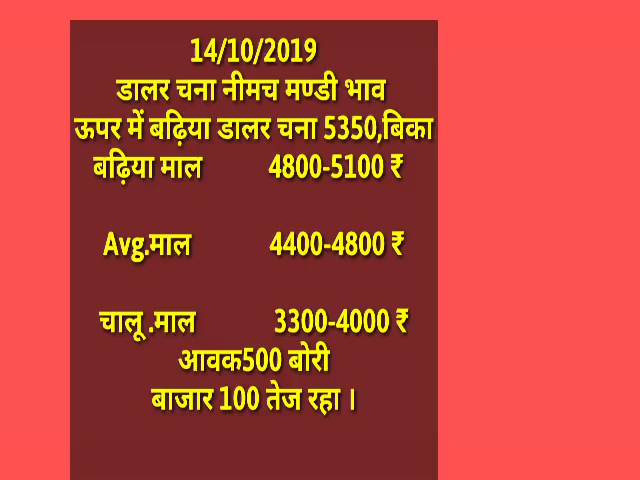 14/10/2019
डालर चना नीमच मण्डी भाव
ऊपर में बढ़िया डालर चना 5350,बिका
बढ़िया माल 4800-5100 ₹
Avg.माल 4400-4800 ₹
चालू .माल 3300-4000 ₹
आवक500 बोरी
बाजार 100 तेज रहा ।